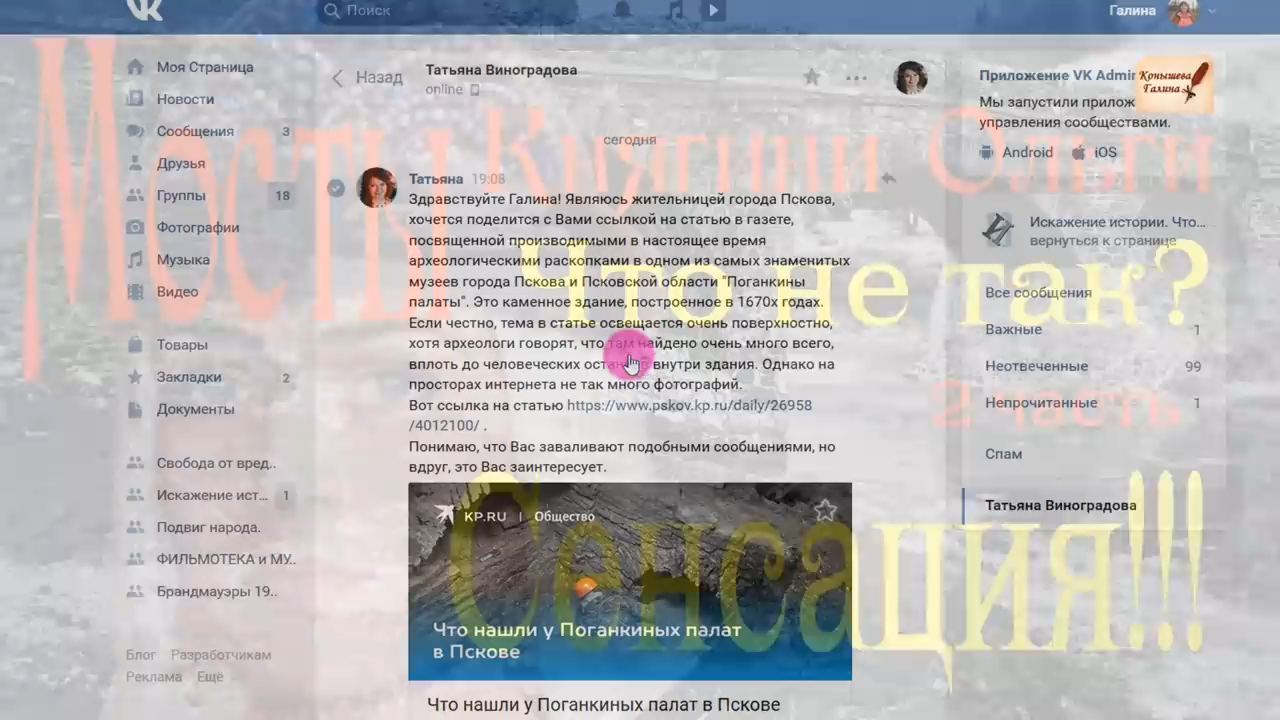 Поиск
Галина
Моя Страница
Новости
Сообщения 3
Друзья
Группы 18
Фотографии
Музыка
Видео
Товары
Закладки 2
Документы
Свобода от вред..
Искажение ист... 1
Подвиг народа.
ФИЛЬМОТЕКА и МУ..
Брандмауэры 19..
Блог Разработчикам
Реклама Ещё
Назад
Татьяна Виноградова
online
сегодня
Татьяна 19:08
Здравствуйте Галина! Являюсь жительницей города Пскова,
хочется поделится с Вами ссылкой на статью в газете,
посвященной производимыми в настоящее время
археологическими раскопками в одном из самых знаменитых
музеев города Пскова и Псковской области "Поганкины
палаты". Это каменное здание, построенное в 1670х годах.
Если честно, тема в статье освещается очень поверхностно,
хотя археологи говорят, что там найдено очень много всего,
вплоть до человеческих останков внутри здания. Однако на
просторах интернета не так много фотографий.
Вот ссылка на статью https://www.pskov.kp.ru/daily/26958
/4012100/ .
Понимаю, что Вас заваливают подобными сообщениями, но
вдруг, это Вас заинтересует.
KP.RU | Общество
Что нашли у Поганкиных палат
в Пскове
Что нашли у Поганкиных палат в Пскове
Приложение VK Admin
Мы запустили прилож
управления сообществами.
Android iOS
Конышева
Галина
Искажение истории. Что...
вернуться к странице
Все сообщения
Важные 1
Неотвеченные 99
Непрочитанные 1
Спам
Татьяна Виноградова
Мосты Княгини Ольги
Что не так?
2 часть
Сенсация!!!